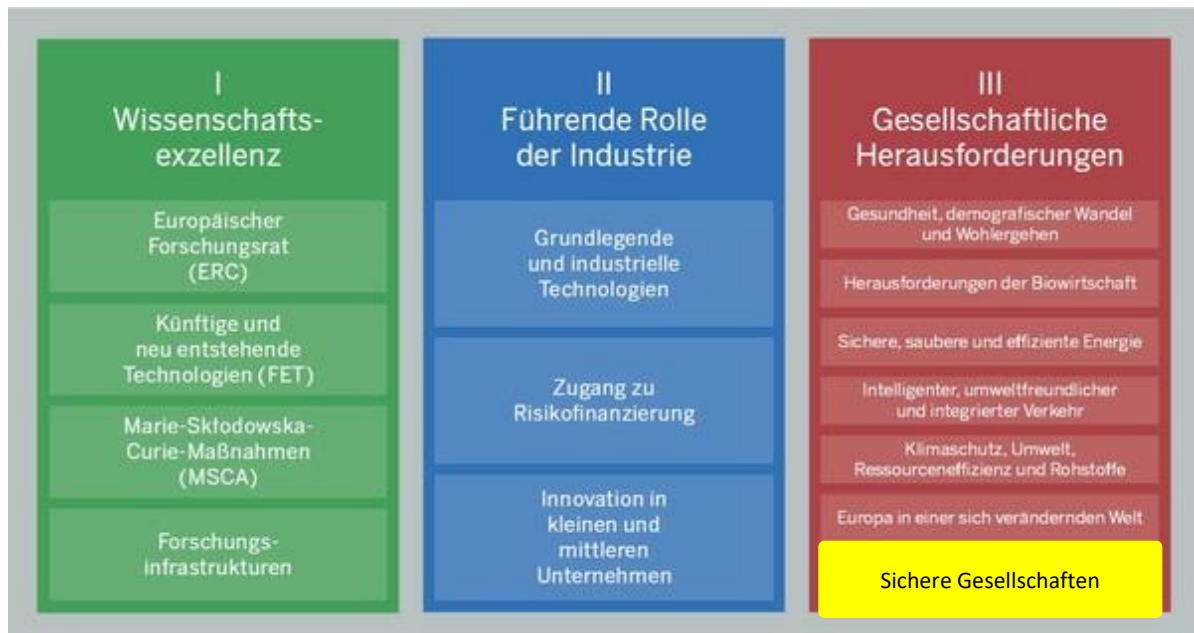 I
Wissenschafts-
exzellenz
Europäischer
Forschungsrat
(ERC)
Künftige und
neu entstehende
Technologien (FET)
Marie-Skłodowska-
Curie-Maßnahmen
(MSCA)
Forschungs-
infrastrukturen
II
Führende Rolle
der Industrie
Grundlegende
und industrielle
Technologien
Zugang zu
Risikofinanzierung
Innovation in
kleinen und
mittleren
Unternehmen
III
Gesellschaftliche
Herausforderungen
Gesundheit, demografischer Wandel
und Wohlergehen
Herausforderungen der Biowirtschaft
Sichere, saubere und effiziente Energie
Intelligenter, umweltfreundlicher
und integrierter Verkehr
Klimaschutz, Umwelt,
Ressourceneffizienz und Rohstoffe
Europa in einer sich verändernden Welt
Sichere Gesellschaften